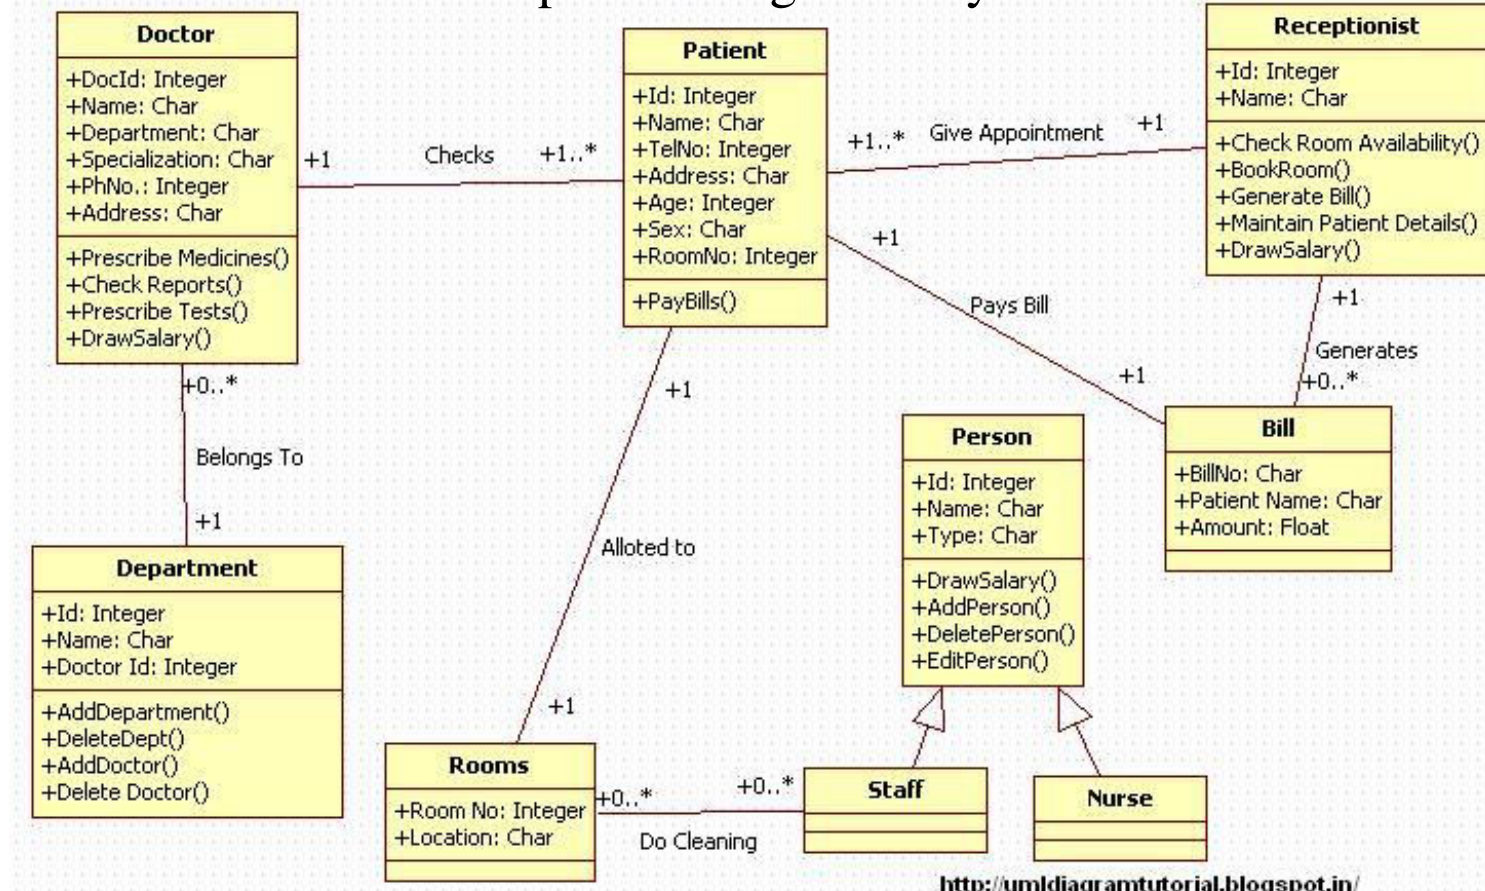 Doctor
+DocId: Integer
+Name: Char
+Department: Char
+Specialization: Char
+PhNo.: Integer
+Address: Char
+Prescribe Medicines()
+Check Reports()
+Prescribe Tests()
+DrawSalary()
+1
Checks
+1..*
Patient
+Id: Integer
+Name: Char
+TelNo: Integer
+Address: Char
+Age: Integer
+Sex: Char
+RoomNo: Integer
+PayBills()
+1..*
Give Appointment
+1
Receptionist
+Id: Integer
+Name: Char
+Check Room Availability()
+BookRoom()
+Generate Bill()
+Maintain Patient Details()
+DrawSalary()
+1
Pays Bill
+1
+1
Generates
+0..*
Bill
+BillNo: Char
+Patient Name: Char
+Amount: Float
+0..*
Belongs To
+1
Department
+Id: Integer
+Name: Char
+Doctor Id: Integer
+AddDepartment()
+DeleteDept()
+AddDoctor()
+Delete Doctor()
+1
Alloted to
+1
Person
+Id: Integer
+Name: Char
+Type: Char
+DrawSalary()
+AddPerson()
+DeletePerson()
+EditPerson()
Rooms
+Room No: Integer
+Location: Char
+0..*
+0..*
Do Cleaning
Staff
Nurse
http://umldiagramtutorial.blogspot.in/